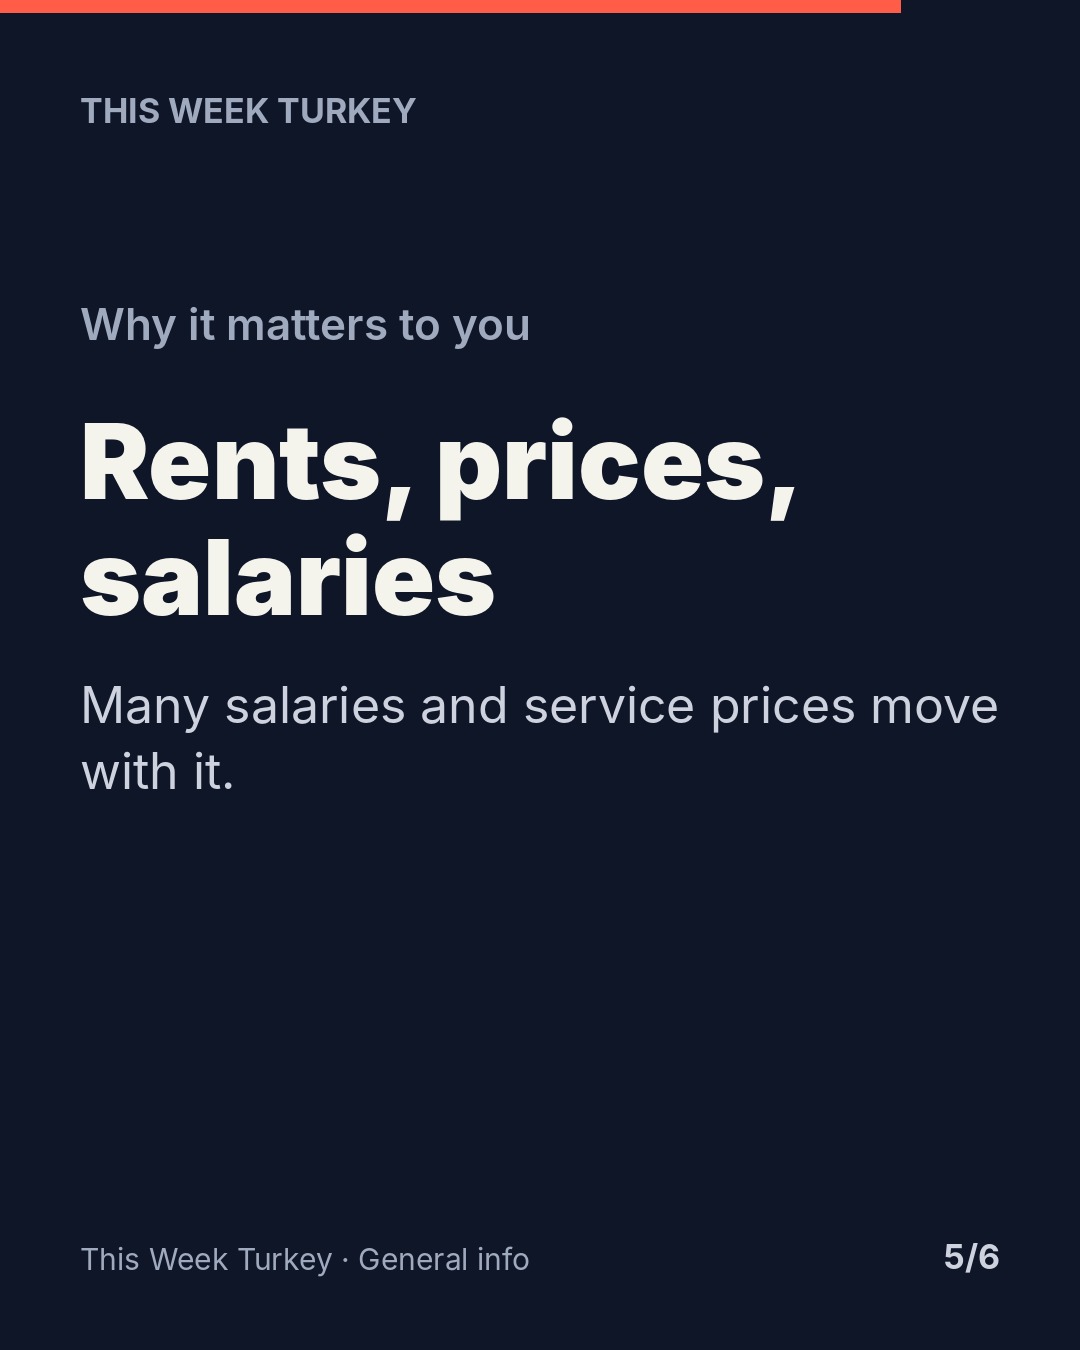 THIS WEEK TURKEY
Why it matters to you
Rents, prices,
salaries
Many salaries and service prices move
with it.
This Week Turkey · General info
5/6